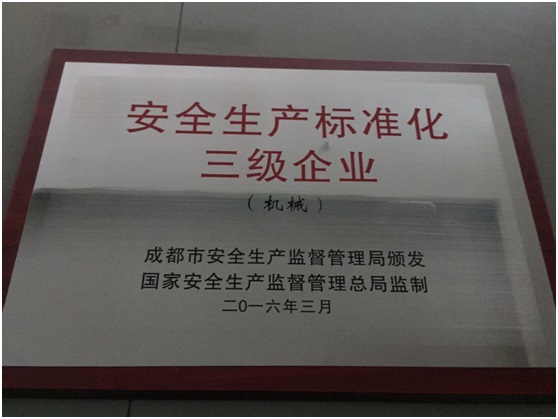 安全生产标准化
三级企业
（机械）
成都市安全生产监督管理局颁发
国家安全生产监督管理总局监制
二0一六年三月